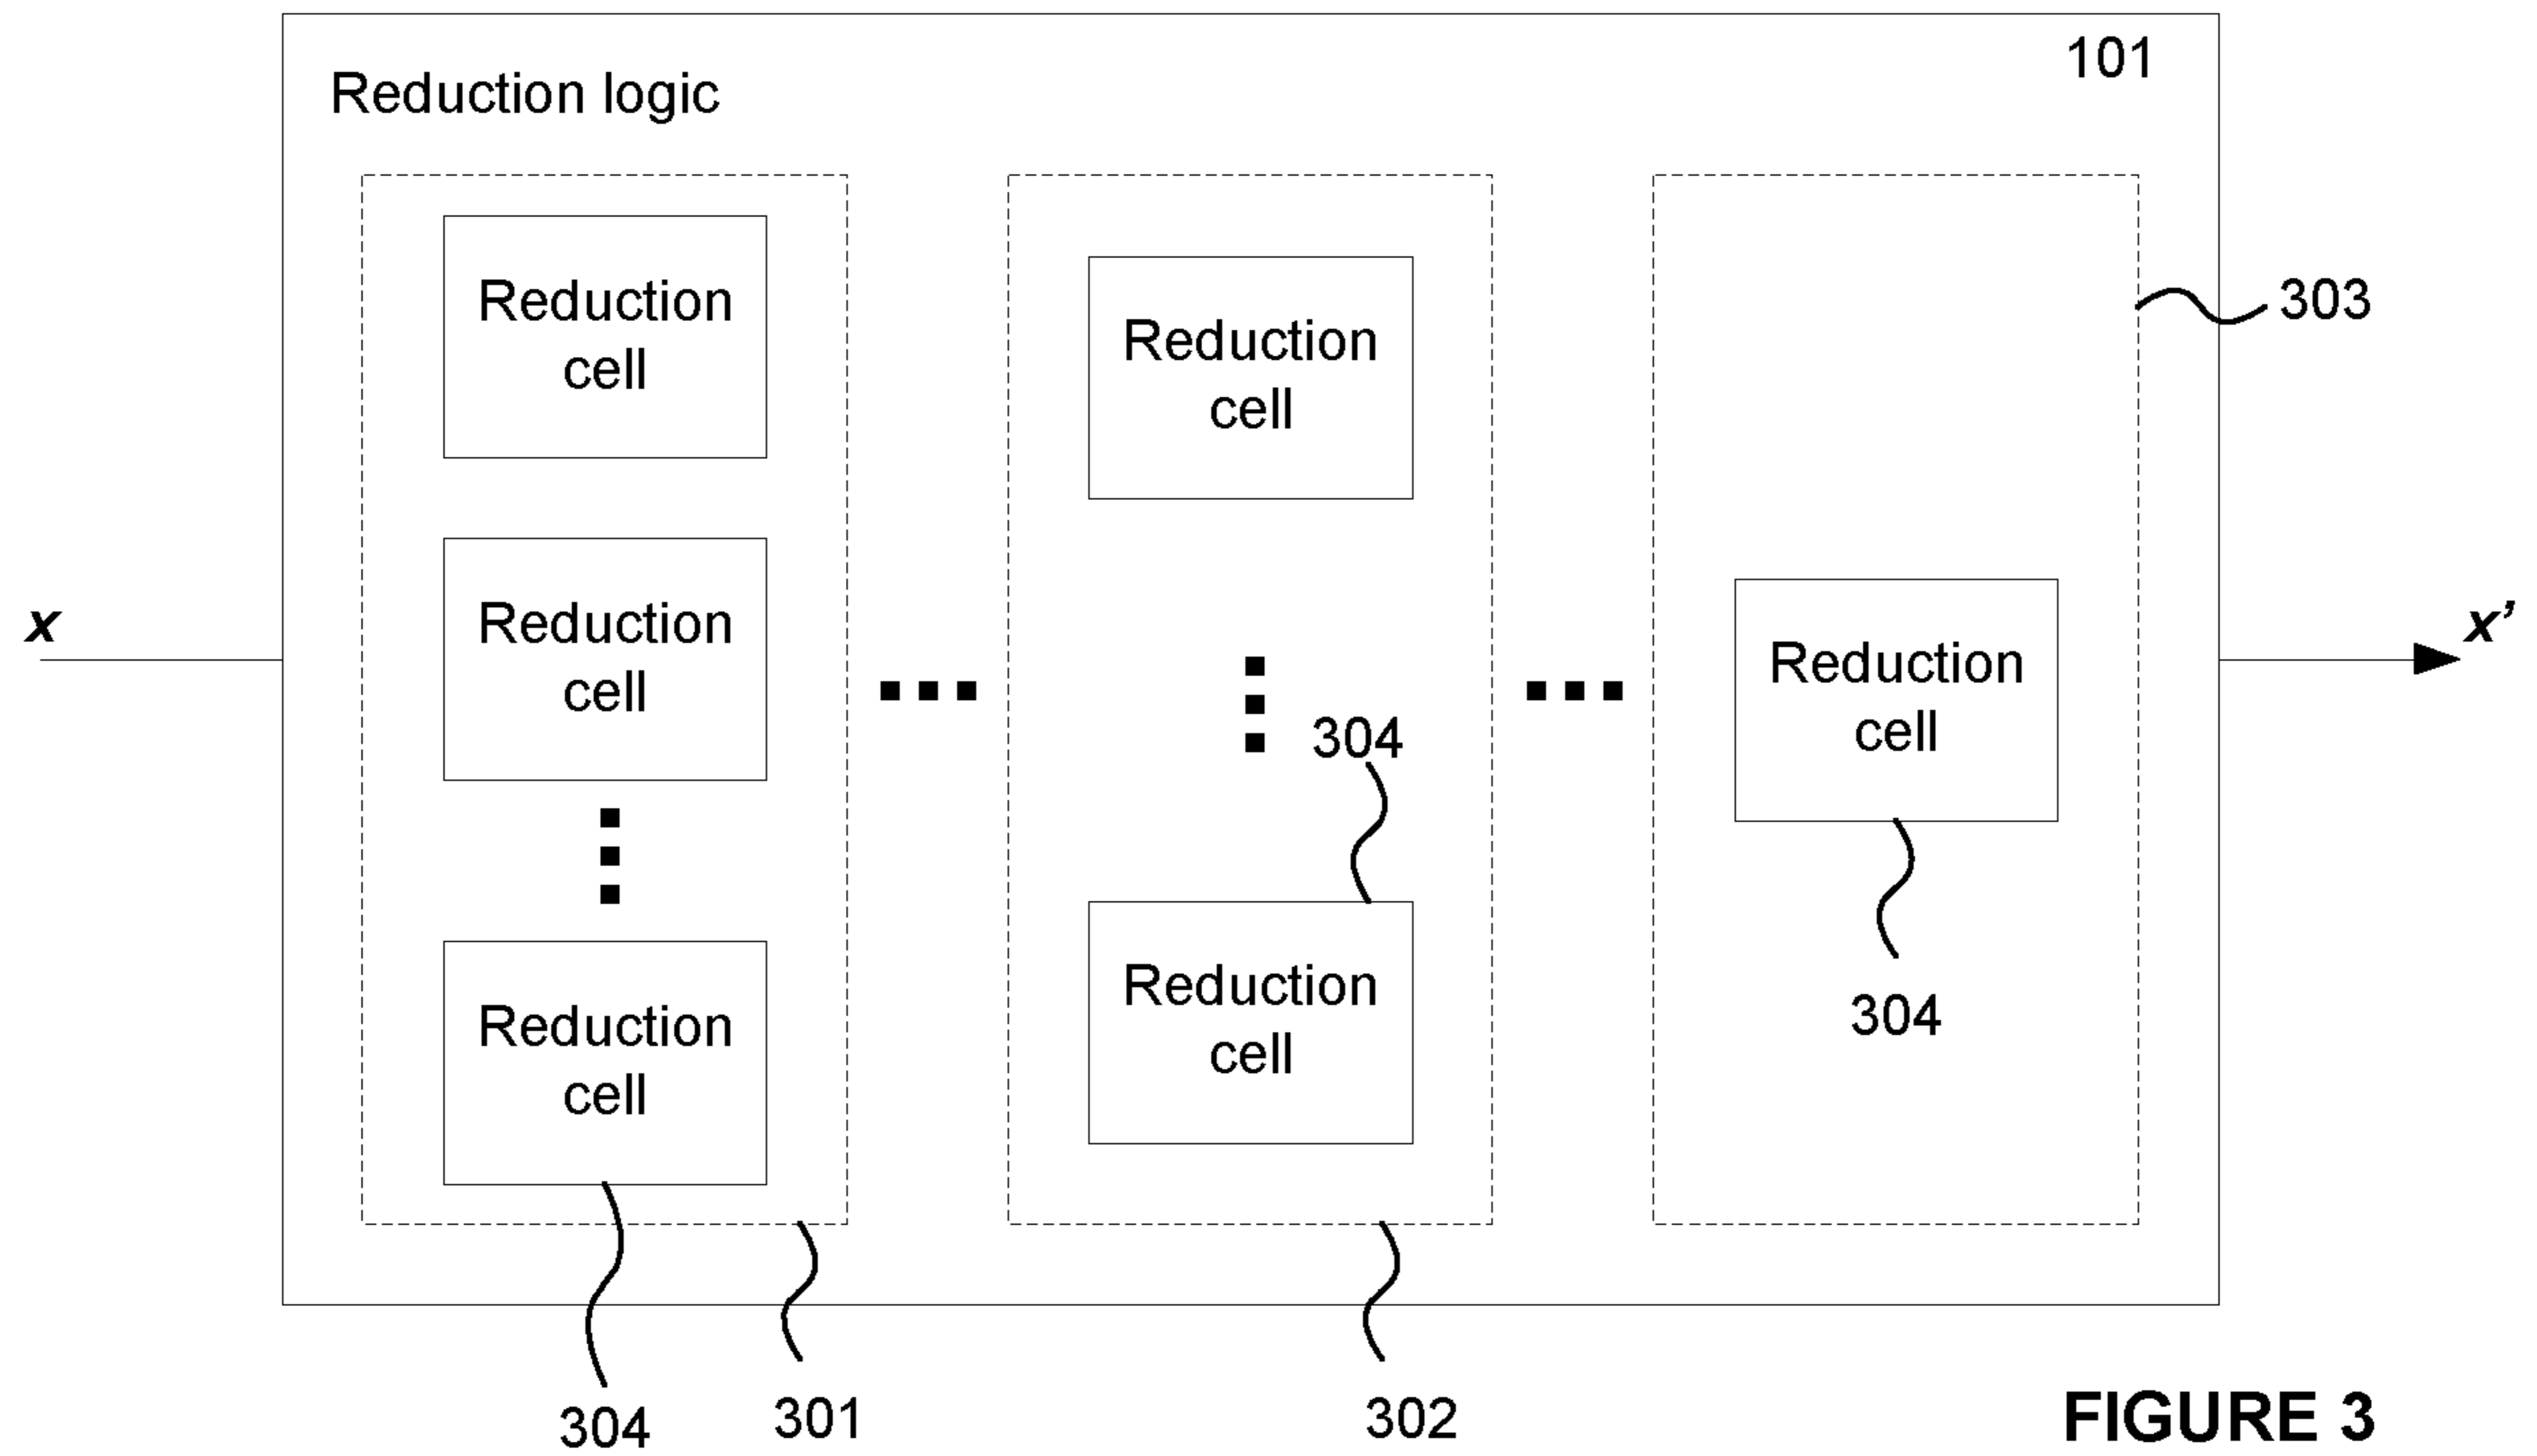 101
Reduction logic
Reduction
cell
Reduction
cell
Reduction
cell
Reduction
cell
304
Reduction
cell
Reduction
cell
304
303
x
x’
304
301
302
FIGURE 3